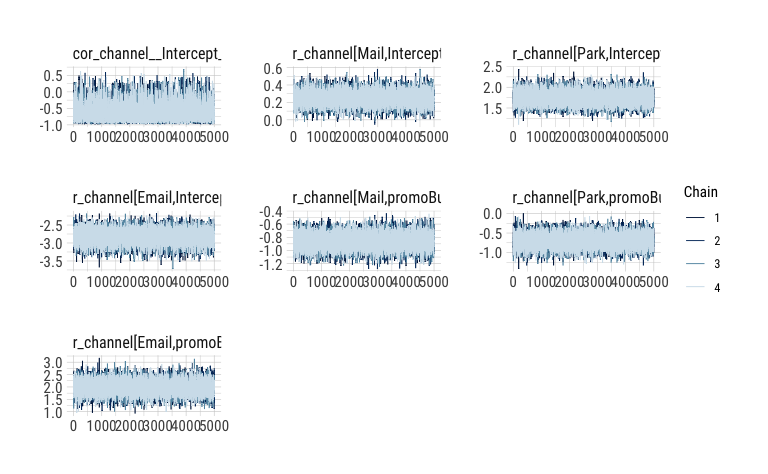 cor_channel__Intercept_
r_channel[Mail,Intercept
r_channel[Park,Intercep
0.5
0.0
-0.5
-1.0
0 1000 2000 3000 4000 5000
0.6
0.4
0.2
0.0
0 1000 2000 3000 4000 5000
2.5
2.0
1.5
0 1000 2000 3000 4000 5000
r_channel[Email,Intercep
r_channel[Mail,promoBu
r_channel[Park,promoBu
-2.5
-3.0
-3.5
0 1000 2000 3000 4000 5000
-0.4
-0.6
-0.8
-1.0
-1.2
0 1000 2000 3000 4000 5000
0.0
-0.5
-1.0
0 1000 2000 3000 4000 5000
Chain
1
2
3
4
r_channel[Email,promoB
3.0
2.5
2.0
1.5
1.0
0 1000 2000 3000 4000 5000